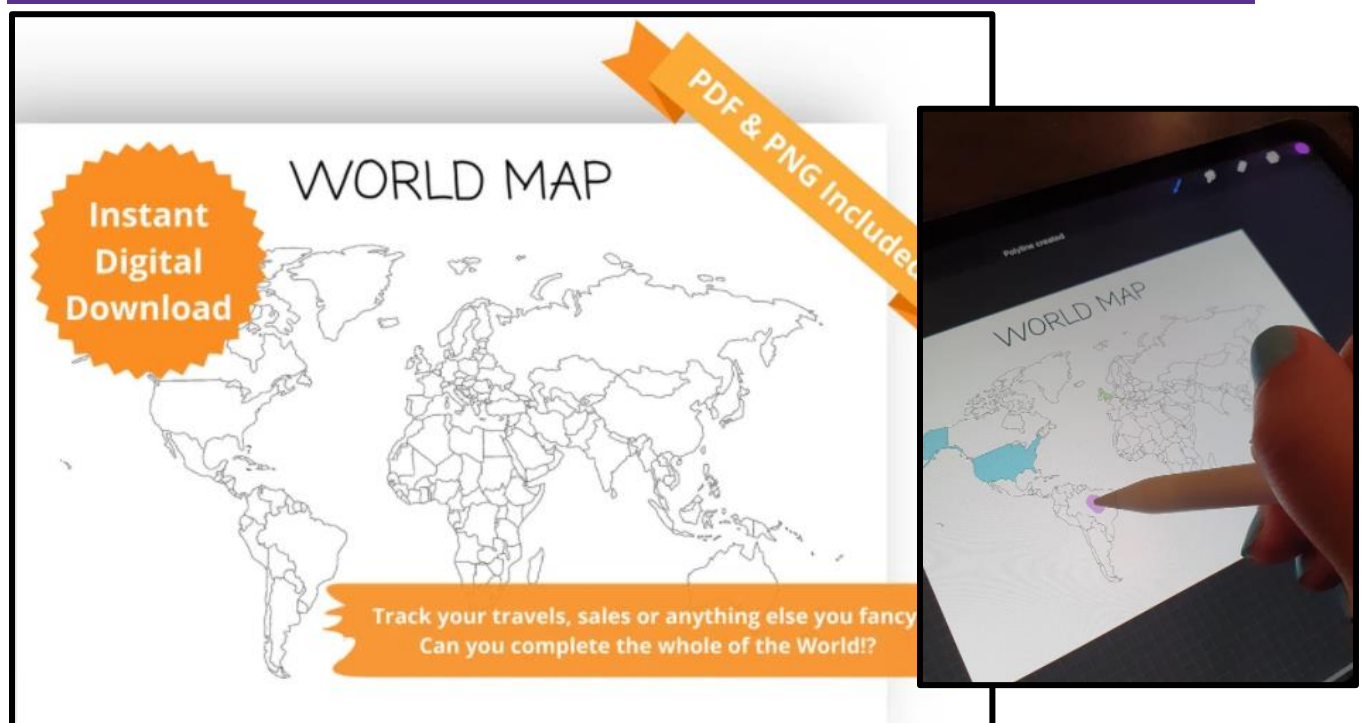 PDF & PNG Included
WORLD MAP
Instant
Digital
Download
Track your travels, sales or anything else you fancy
Can you complete the whole of the World!?
Polyline created
WORLD MAP